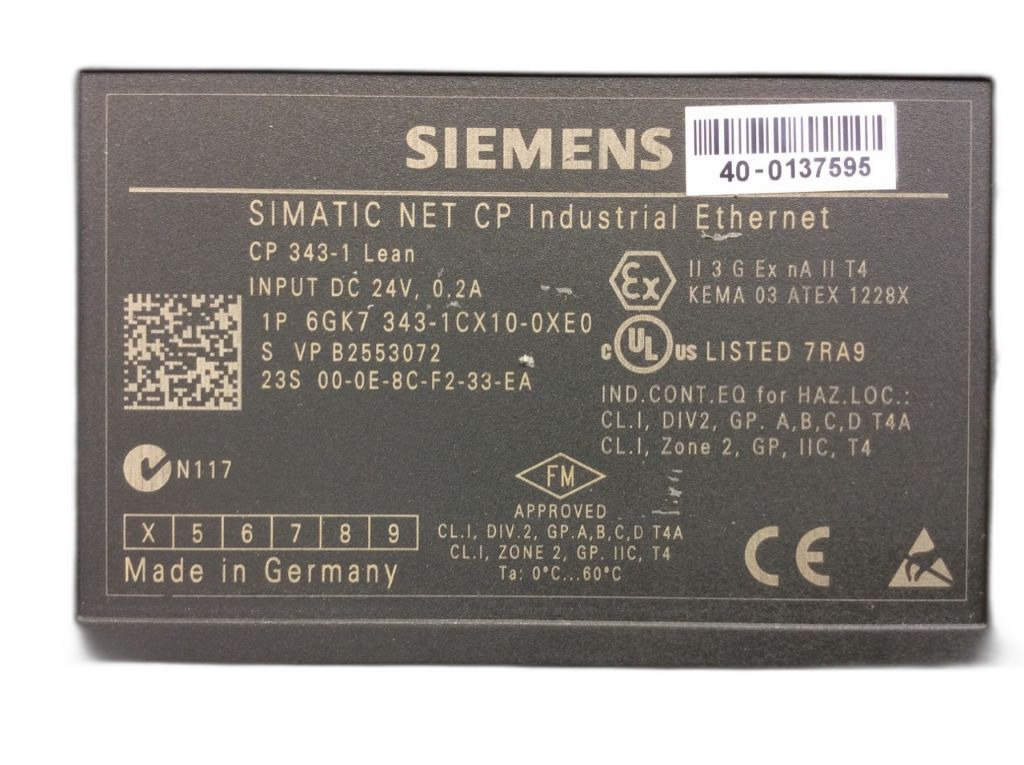 SIEMENS
40-0137595
SIMATIC NET CP Industrial Ethernet
CP 343-1 Lean
INPUT DC 24V, 0.2A
1P 6GK7 343-1CX10-0XE0
S VP B2553072
23S 00-0E-8C-F2-33-EA
Ex
II 3 G Ex nA II T4
KEMA 03 ATEX 1228X
c UL us LISTED 7RA9
IND.CONT.EQ for HAZ.LOC.:
CL.I, DIV2, GP. A,B,C,D T4A
CL.I, Zone 2, GP, IIC, T4
N117
FM
APPROVED
CL.I, DIV.2, GP.A,B,C,D T4A
CL.I, ZONE 2, GP. IIC, T4
Ta: 0°C...60°C
X 5 6 7 8 9
Made in Germany
CE